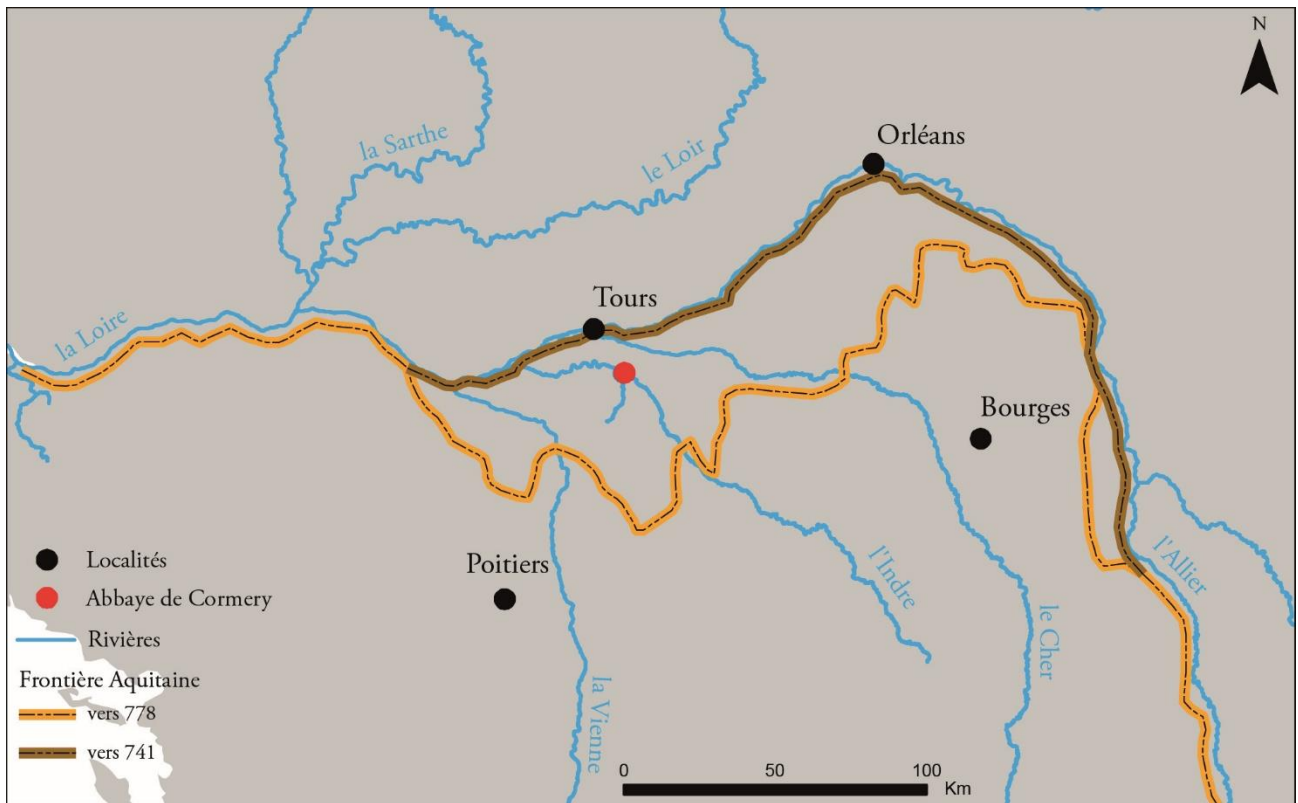 N
Orléans
la Sarthe
le Loir
Tours
la Loire
Bourges
Poitiers
l'Indre
l'Allier
le Cher
la Vienne
Localités
Abbaye de Cormery
Rivières
Frontière Aquitaine
vers 778
vers 741
0 50 100
Km